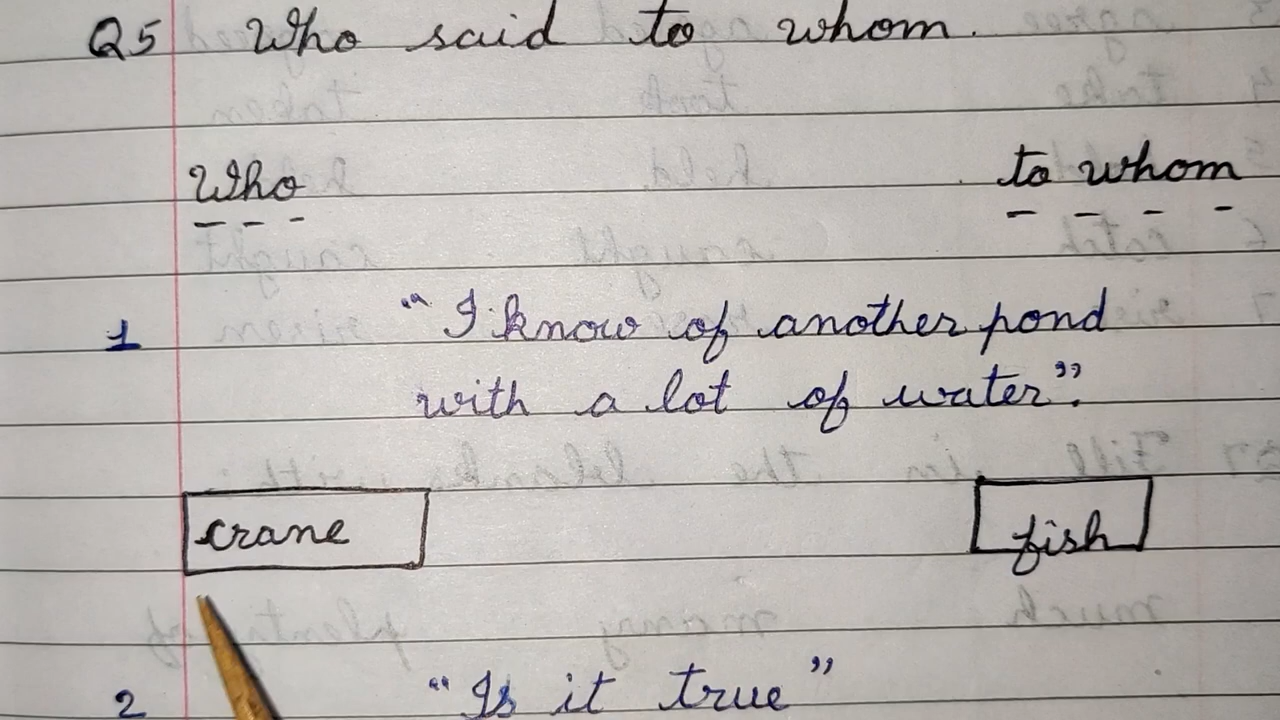 Q5 Who said to whom.
Who to whom
1 "I know of another pond
with a lot of water".
crane fish
2 "Is it true"